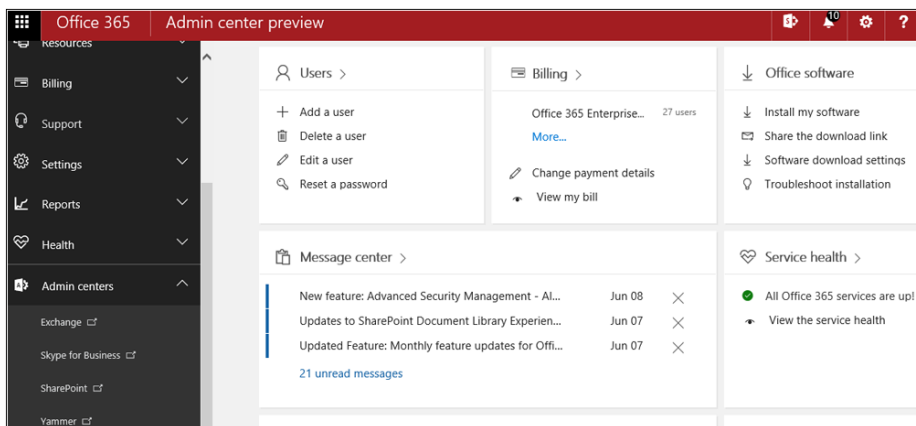 Office 365
Admin center preview
10
?
Resources
Billing
Support
Settings
Reports
Health
Admin centers
Exchange
Skype for Business
SharePoint
Yammer
Users >
Add a user
Delete a user
Edit a user
Reset a password
Billing >
Office 365 Enterprise... 27 users
More...
Change payment details
View my bill
Office software
Install my software
Share the download link
Software download settings
Troubleshoot installation
Message center >
New feature: Advanced Security Management - Al... Jun 08
Updates to SharePoint Document Library Experien... Jun 07
Updated Feature: Monthly feature updates for Offi... Jun 07
21 unread messages
Service health >
All Office 365 services are up!
View the service health